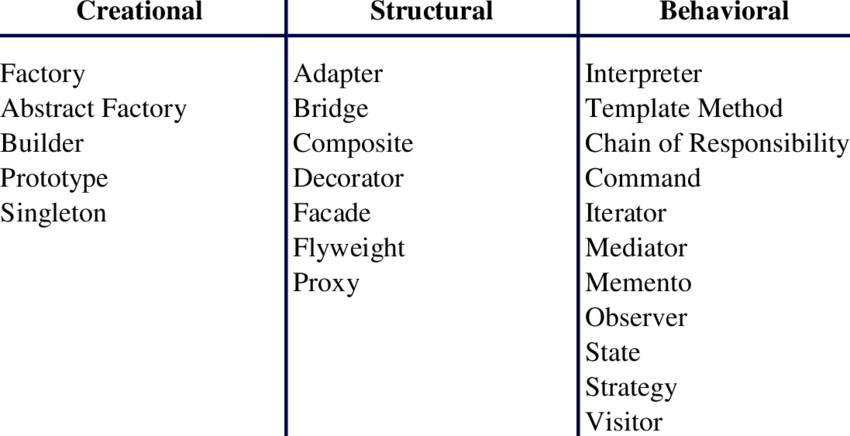 Creational Structural Behavioral
Factory Adapter Interpreter
Abstract Factory Bridge Template Method
Builder Composite Chain of Responsibility
Prototype Decorator Command
Singleton Facade Iterator
Flyweight Mediator
Proxy Memento
Observer
State
Strategy
Visitor